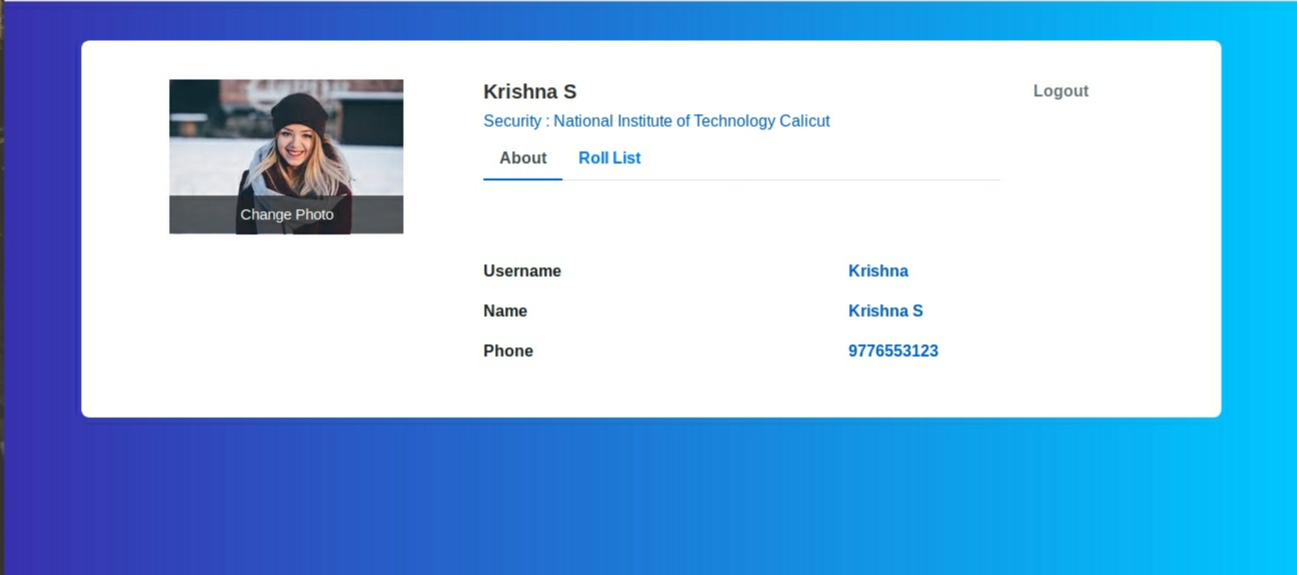 Krishna S
Logout
Security : National Institute of Technology Calicut
About Roll List
Change Photo
Username Krishna
Name Krishna S
Phone 9776553123